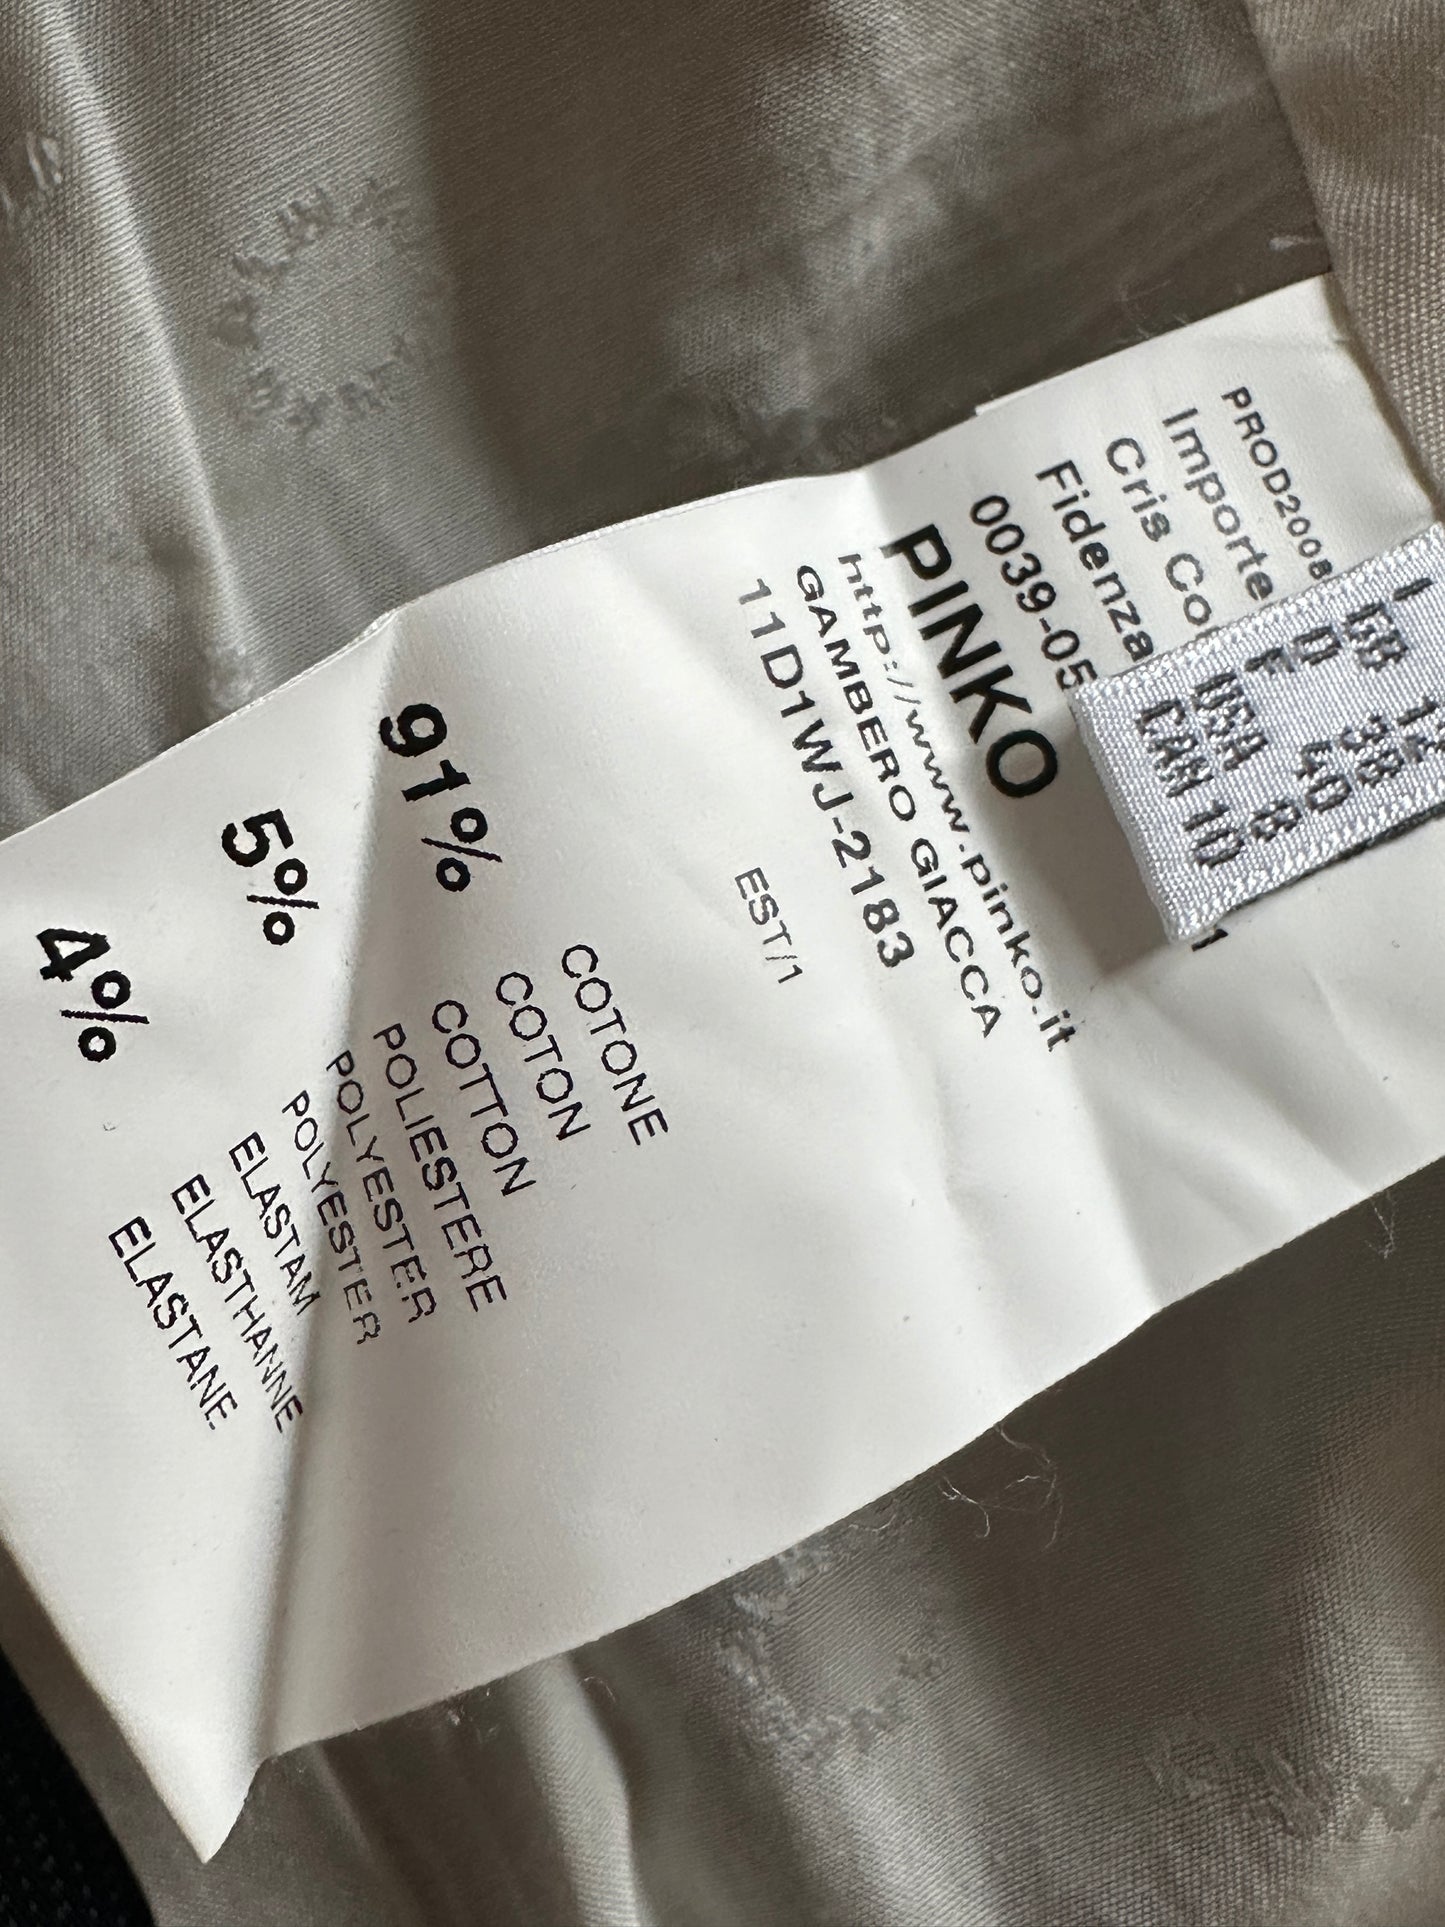 PROD2008
Importe
Cris Co
Fidenza
0039-05
PINKO
http://www.pinko.it
GAMBERO GIACCA
11D1WJ-2183
EST/1
91% COTONE
COTON
COTTON
5% POLIESTERE
POLYESTER
POLYESTER
4% ELASTAM
ELASTHANNE
ELASTANE
I
GB 12
D 38
F 40
USA 8
CAN 10